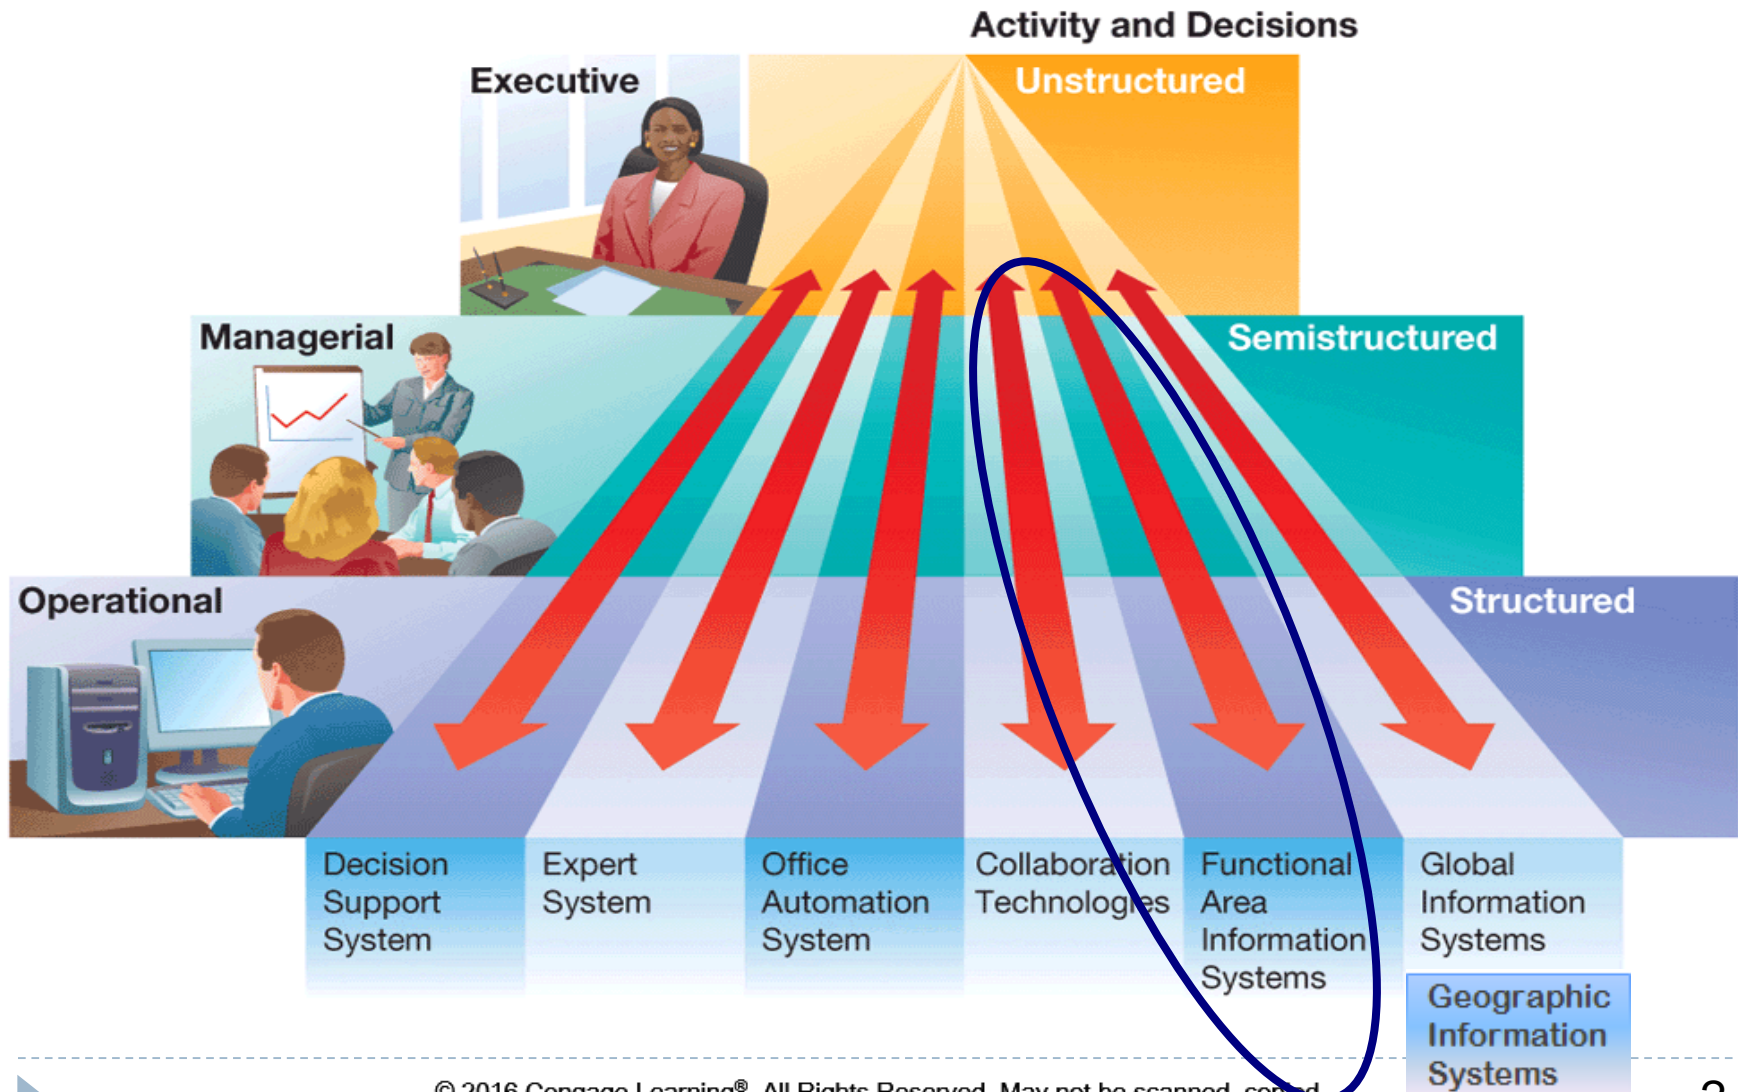 Activity and Decisions
Executive
Unstructured
Managerial
Semistructured
Operational
Structured
Decision
Support
System
Expert
System
Office
Automation
System
Collaboration
Technologies
Functional
Area
Information
Systems
Global
Information
Systems
Geographic
Information
Systems
© 2016 Cengage Learning®. All Rights Reserved. May not be scanned, copied